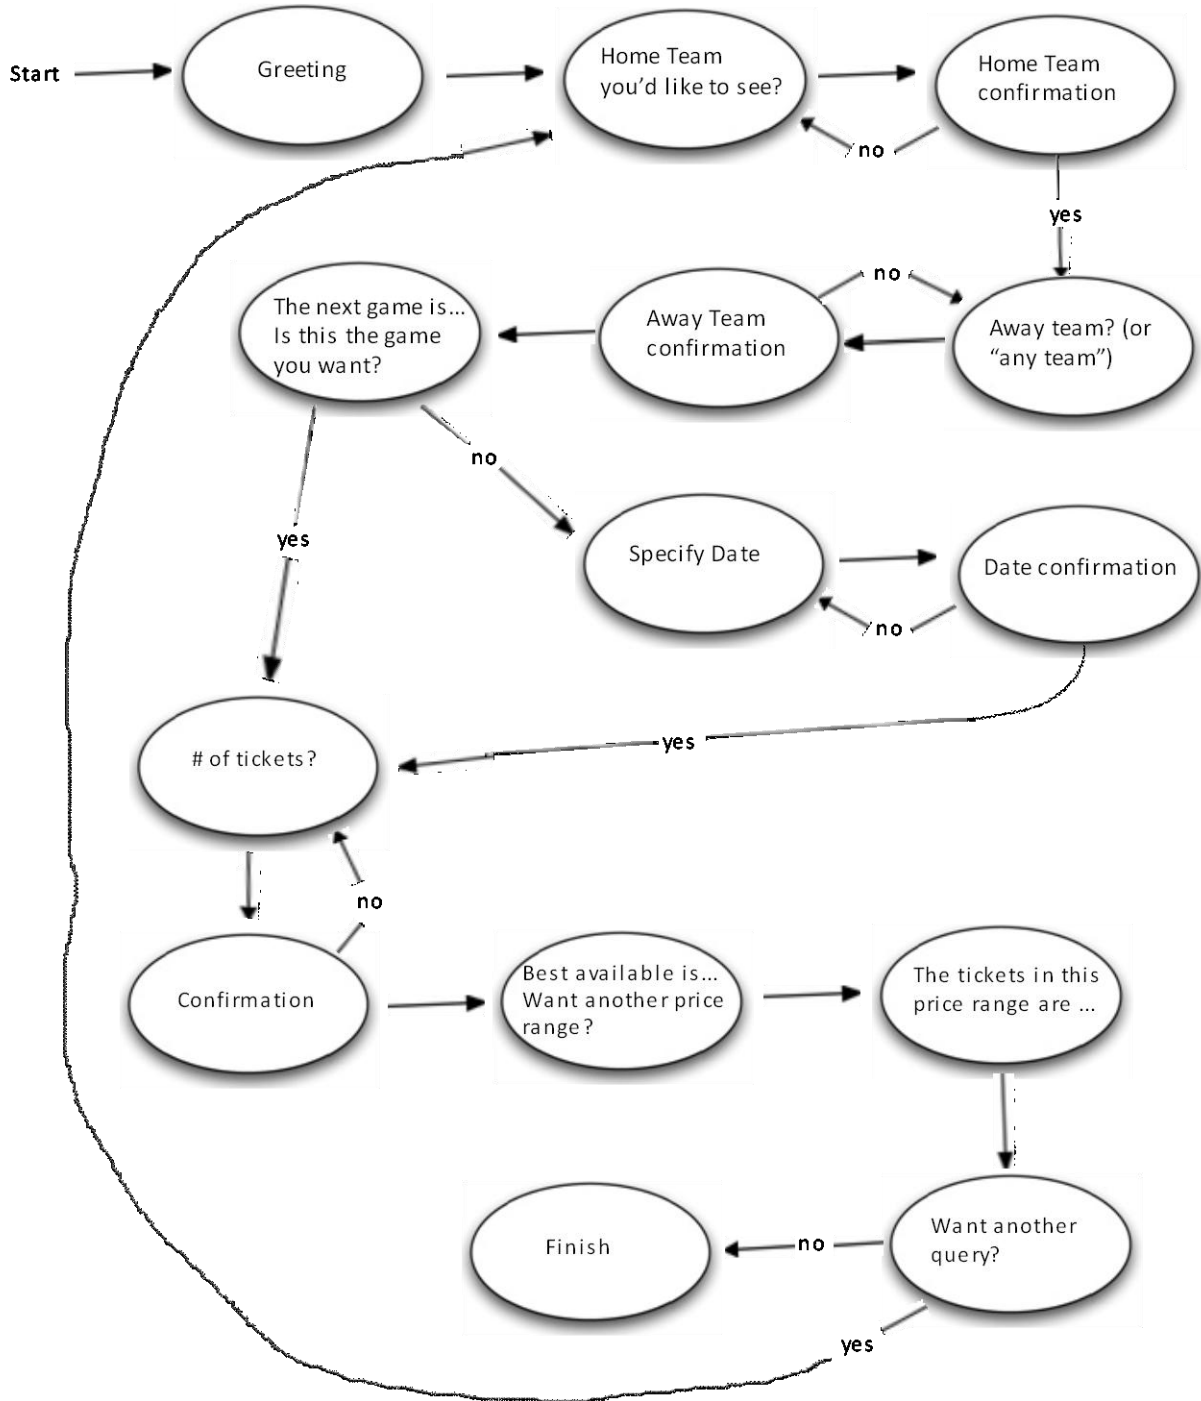 Start
Greeting
Home Team
you'd like to see?
Home Team
confirmation
no
yes
The next game is...
Is this the game
you want?
Away Team
confirmation
no
Away team? (or
“any team”)
no
yes
Specify Date
Date confirmation
no
yes
# of tickets?
no
Confirmation
Best available is...
Want another price
range?
The tickets in this
price range are ...
Finish
no
Want another
query?
yes